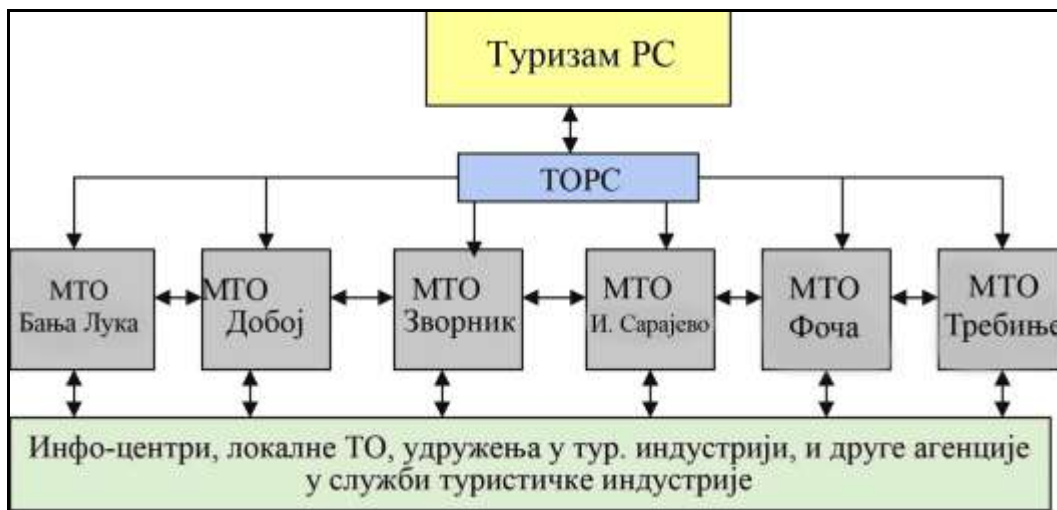 Туризам РС
ТОРС
МТО
Бања Лука
МТО
Добој
МТО
Зворник
МТО
И. Сарајево
МТО
Фоча
МТО
Требиње
Инфо-центри, локалне ТО, удружења у тур. индустрији, и друге агенције
у служби туристичке индустрије